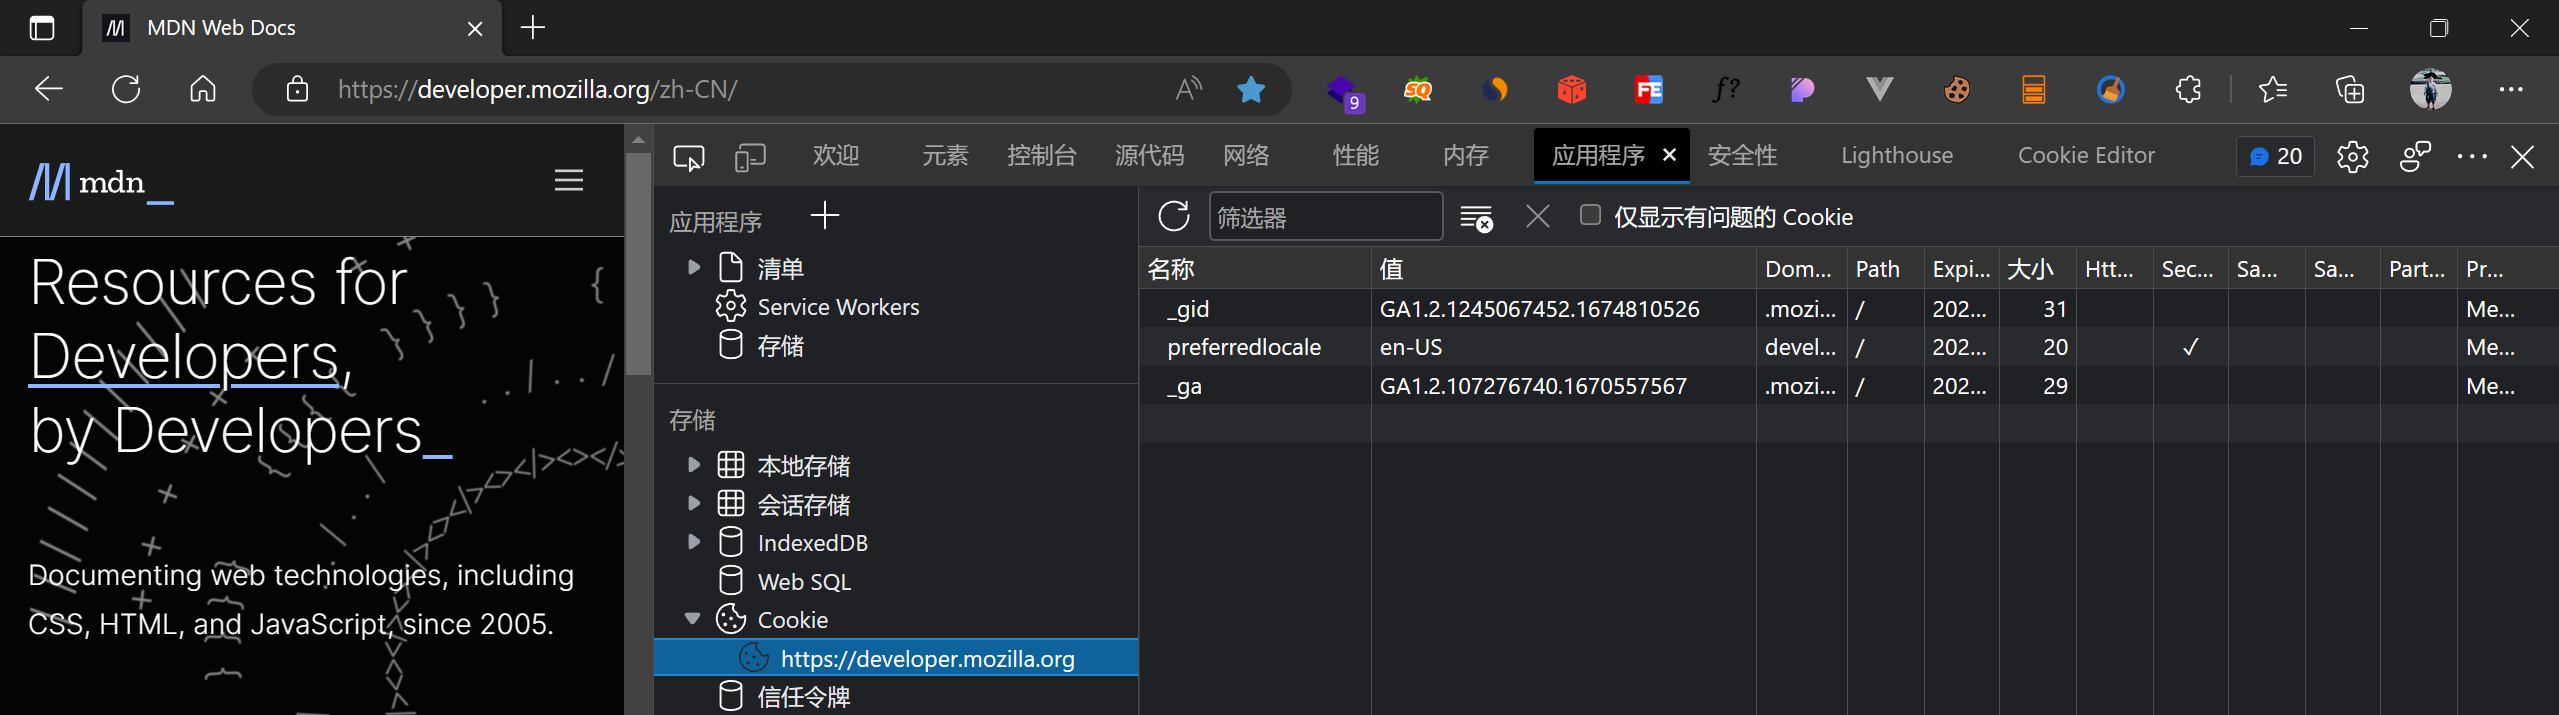 MDN Web Docs
https://developer.mozilla.org/zh-CN/
9
SQ
FE
f?
mdn_
Resources for
Developers,
by Developers_
Documenting web technologies, including
CSS, HTML, and JavaScript, since 2005.
欢迎 元素 控制台 源代码 网络 性能 内存 应用程序 安全性 Lighthouse Cookie Editor 20
应用程序
清单
Service Workers
存储
存储
本地存储
会话存储
IndexedDB
Web SQL
Cookie
https://developer.mozilla.org
信任令牌
筛选器 仅显示有问题的 Cookie
名称 值 Dom... Path Expi... 大小 Htt... Sec... Sa... Sa... Part... Pr...
_gid GA1.2.1245067452.1674810526 .mozi... / 202... 31 Me...
preferredlocale en-US devel... / 202... 20 ✓ Me...
_ga GA1.2.107276740.1670557567 .mozi... / 202... 29 Me...